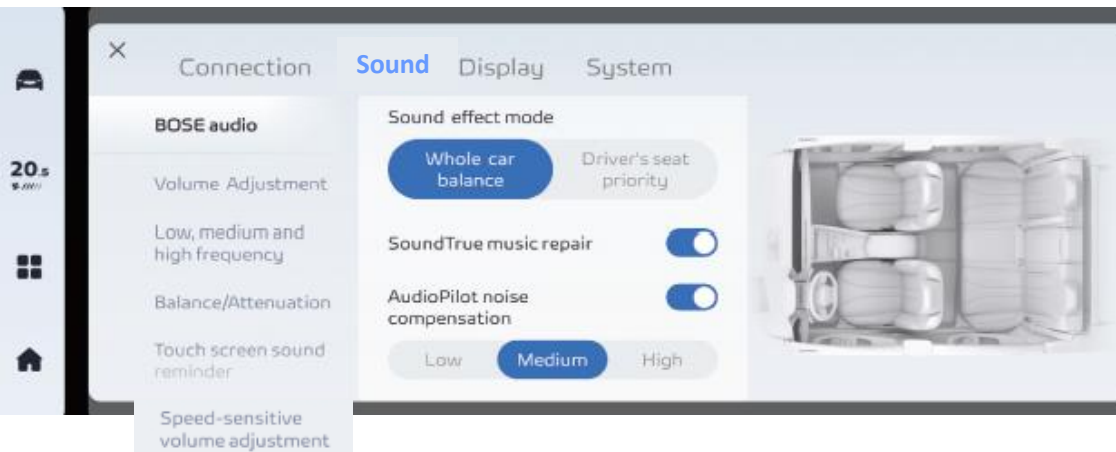 Connection Sound Display System
BOSE audio
Volume Adjustment
Low, medium and
high frequency
Balance/Attenuation
Touch screen sound
reminder
Speed-sensitive
volume adjustment
Sound effect mode
Whole car
balance
Driver's seat
priority
SoundTrue music repair
AudioPilot noise
compensation
Low Medium High
20.5